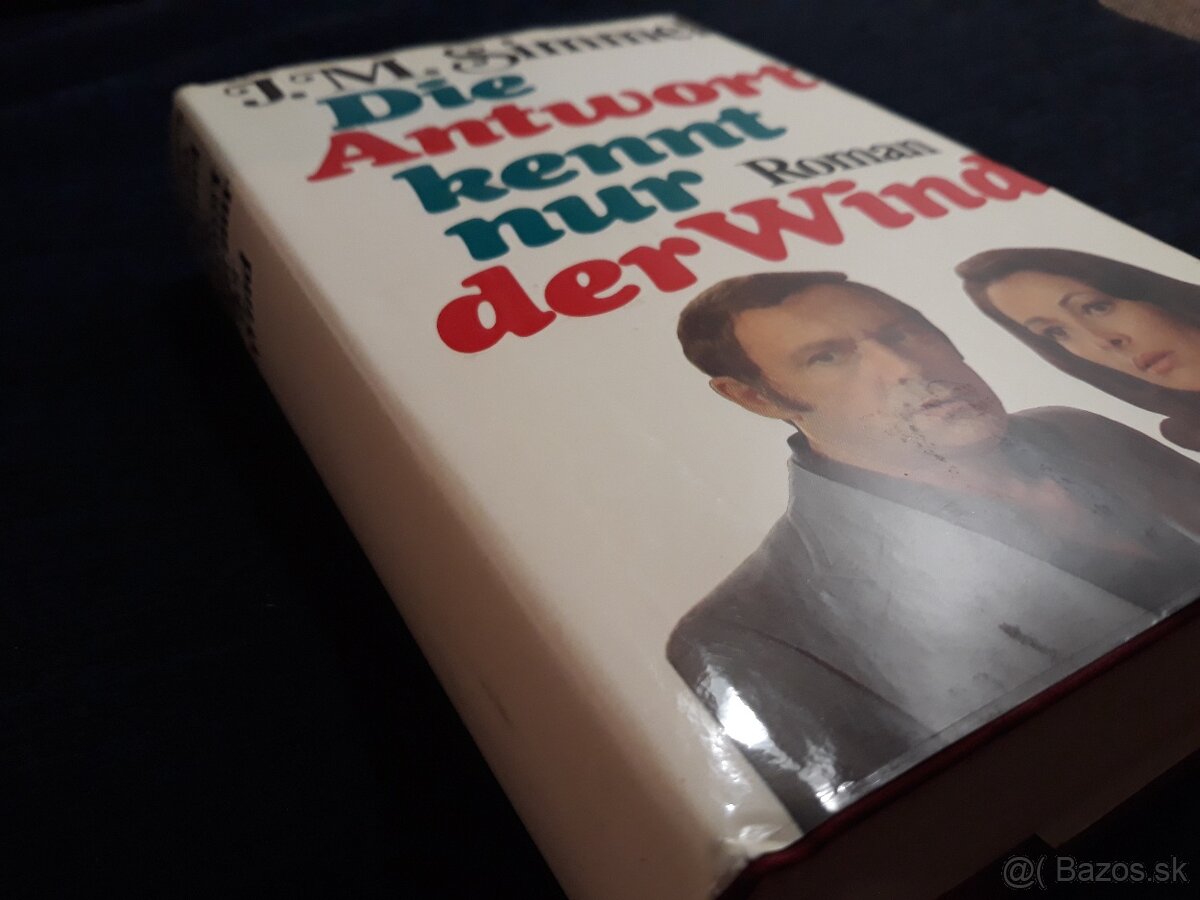 J. M. Simmel
Die
Antwort
kennt
nur
Roman
der Wind
@( Bazos.sk